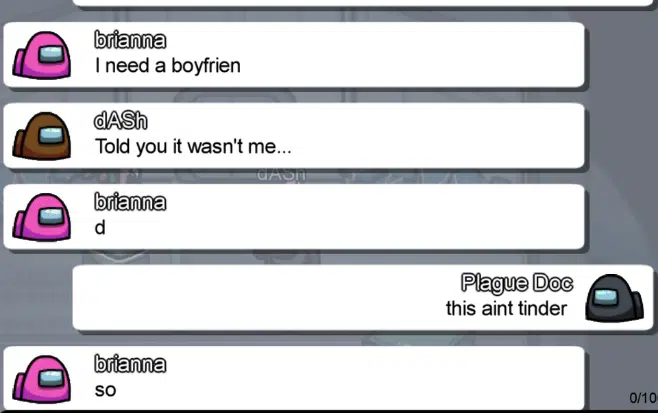 brianna
I need a boyfrien
dASh
Told you it wasn't me...
dASh
brianna
d
Plague Doc
this aint tinder
brianna
so
0/10